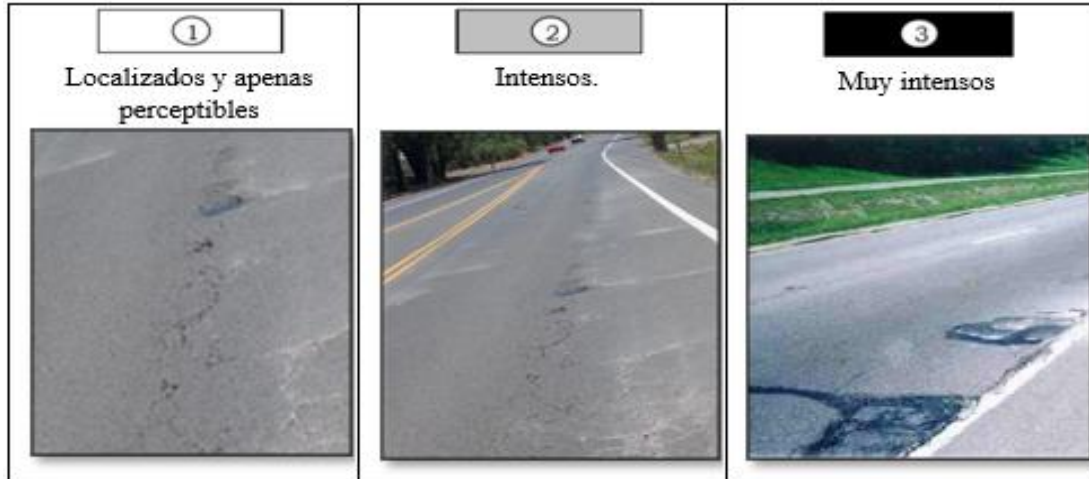 ①
Localizados y apenas
perceptibles
②
Intensos.
③
Muy intensos